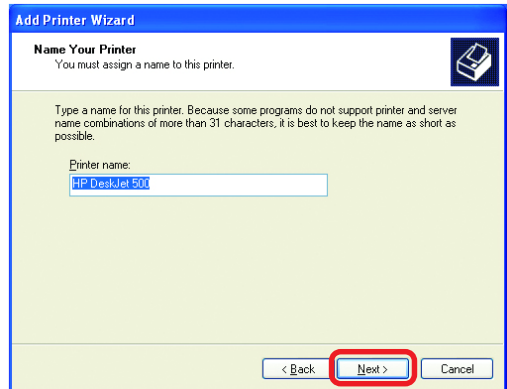 Add Printer Wizard
Name Your Printer
You must assign a name to this printer.
Type a name for this printer. Because some programs do not support printer and server
name combinations of more than 31 characters, it is best to keep the name as short as
possible.
Printer name:
HP DeskJet 500
< Back Next > Cancel